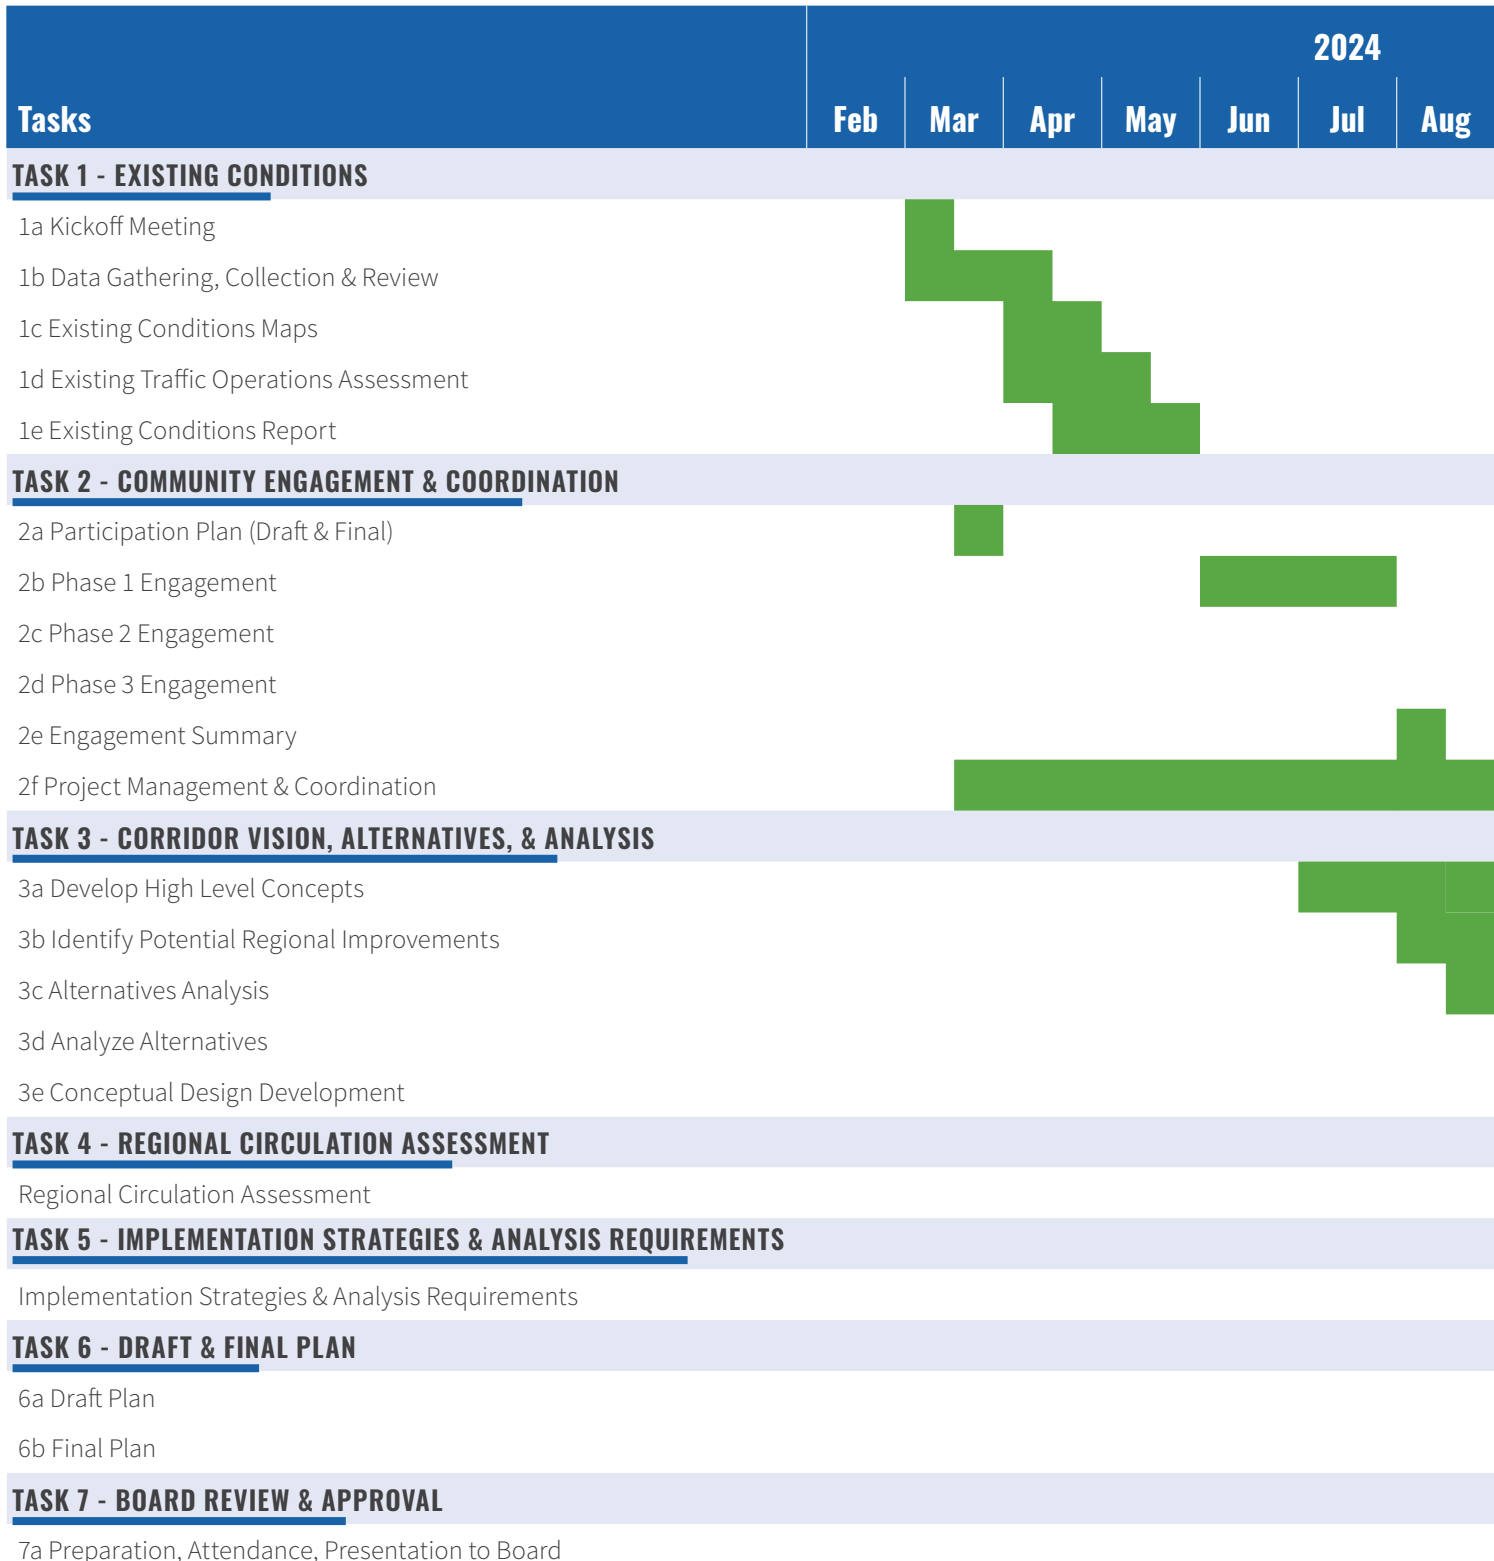 2024
Tasks Feb Mar Apr May Jun Jul Aug
TASK 1 - EXISTING CONDITIONS
1a Kickoff Meeting
1b Data Gathering, Collection & Review
1c Existing Conditions Maps
1d Existing Traffic Operations Assessment
1e Existing Conditions Report
TASK 2 - COMMUNITY ENGAGEMENT & COORDINATION
2a Participation Plan (Draft & Final)
2b Phase 1 Engagement
2c Phase 2 Engagement
2d Phase 3 Engagement
2e Engagement Summary
2f Project Management & Coordination
TASK 3 - CORRIDOR VISION, ALTERNATIVES, & ANALYSIS
3a Develop High Level Concepts
3b Identify Potential Regional Improvements
3c Alternatives Analysis
3d Analyze Alternatives
3e Conceptual Design Development
TASK 4 - REGIONAL CIRCULATION ASSESSMENT
Regional Circulation Assessment
TASK 5 - IMPLEMENTATION STRATEGIES & ANALYSIS REQUIREMENTS
Implementation Strategies & Analysis Requirements
TASK 6 - DRAFT & FINAL PLAN
6a Draft Plan
6b Final Plan
TASK 7 - BOARD REVIEW & APPROVAL
7a Preparation, Attendance, Presentation to Board